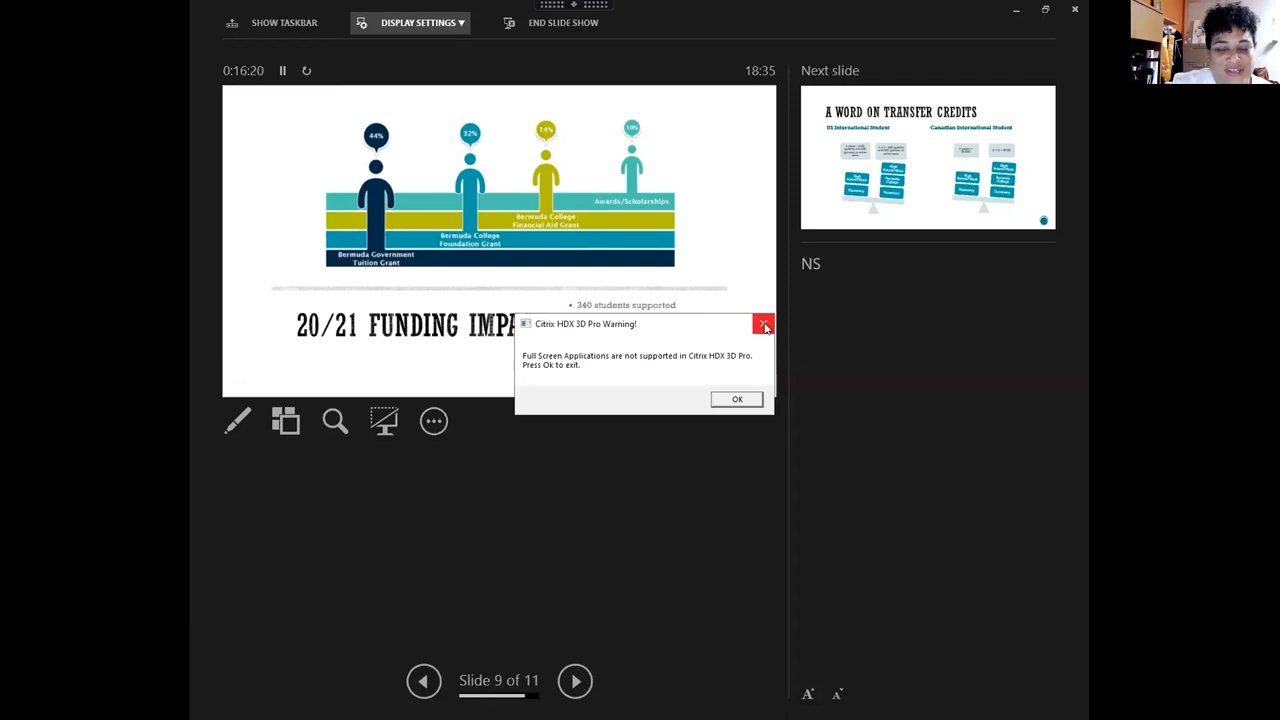 SHOW TASKBAR
DISPLAY SETTINGS ▼
END SLIDE SHOW
0:16:20
18:35
Next slide
44%
32%
14%
10%
Awards/Scholarships
Bermuda College
Financial Aid Grant
Bermuda College
Foundation Grant
Bermuda Government
Tuition Grant
• 340 students supported
20/21 FUNDING IMPA
Citrix HDX 3D Pro Warning!
Full Screen Applications are not supported in Citrix HDX 3D Pro.
Press Ok to exit.
OK
A WORD ON TRANSFER CREDITS
US International Student
Canadian International Student
NS
Slide 9 of 11
A
A